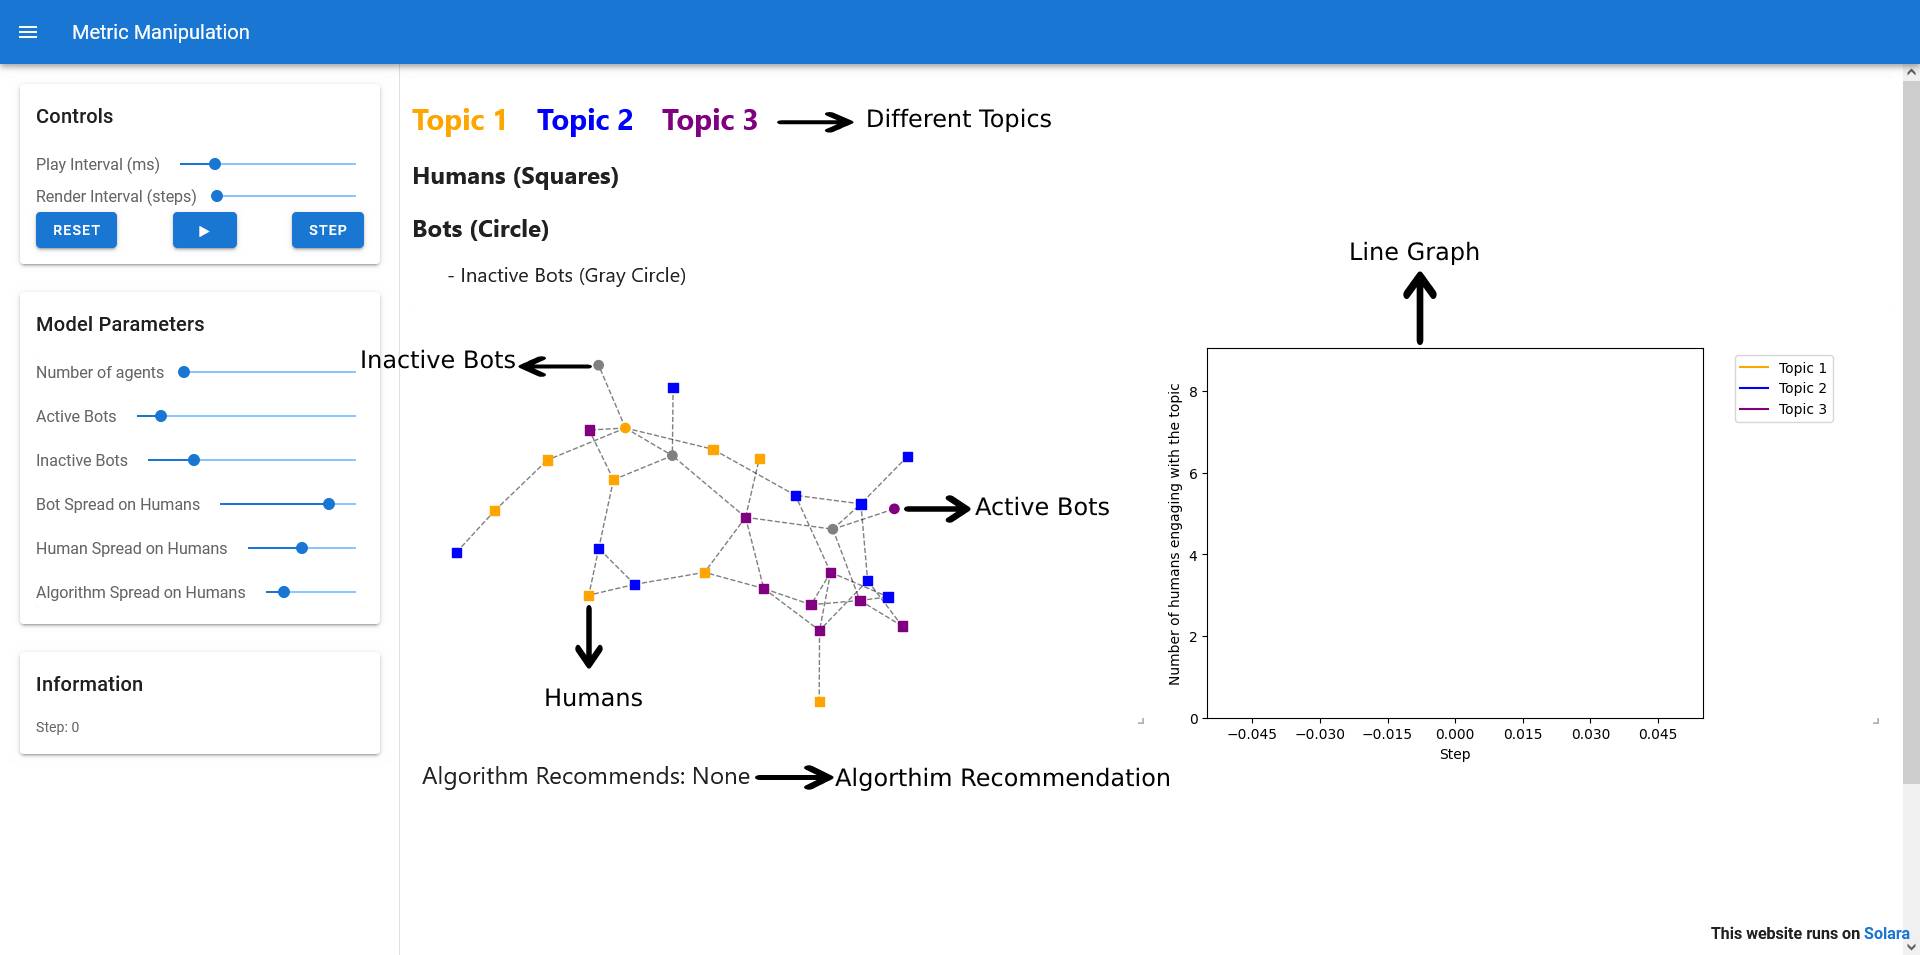 Metric Manipulation
Controls
Play Interval (ms)
Render Interval (steps)
RESET
STEP
Model Parameters
Number of agents
Active Bots
Inactive Bots
Bot Spread on Humans
Human Spread on Humans
Algorithm Spread on Humans
Information
Step: 0
Topic 1 Topic 2 Topic 3 Different Topics
Humans (Squares)
Bots (Circle)
- Inactive Bots (Gray Circle)
Inactive Bots
Active Bots
Humans
Algorithm Recommends: None Algorthim Recommendation
Line Graph
Topic 1
Topic 2
Topic 3
Number of humans engaging with the topic
8
6
4
2
0
−0.045 −0.030 −0.015 0.000 0.015 0.030 0.045
Step
This website runs on Solara